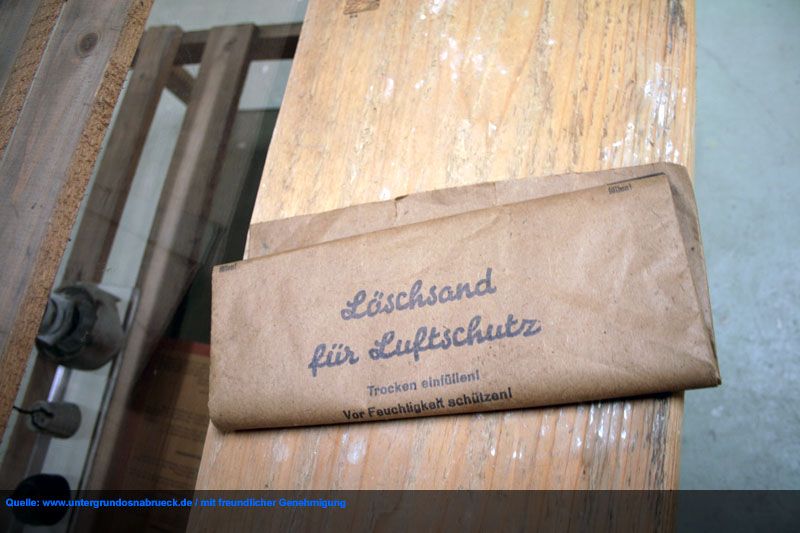 Löschsand
für Luftschutz
Trocken einfüllen!
Vor Feuchtigkeit schützen!
Quelle: www.untergrundosnabrueck.de / mit freundlicher Genehmigung